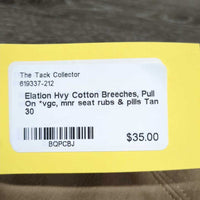 The Tack Collector
619337-212
Elation Hvy Cotton Breeches, Pull
On *vgc, mnr seat rubs & pills Tan
30
BQPCBJ
$35.00